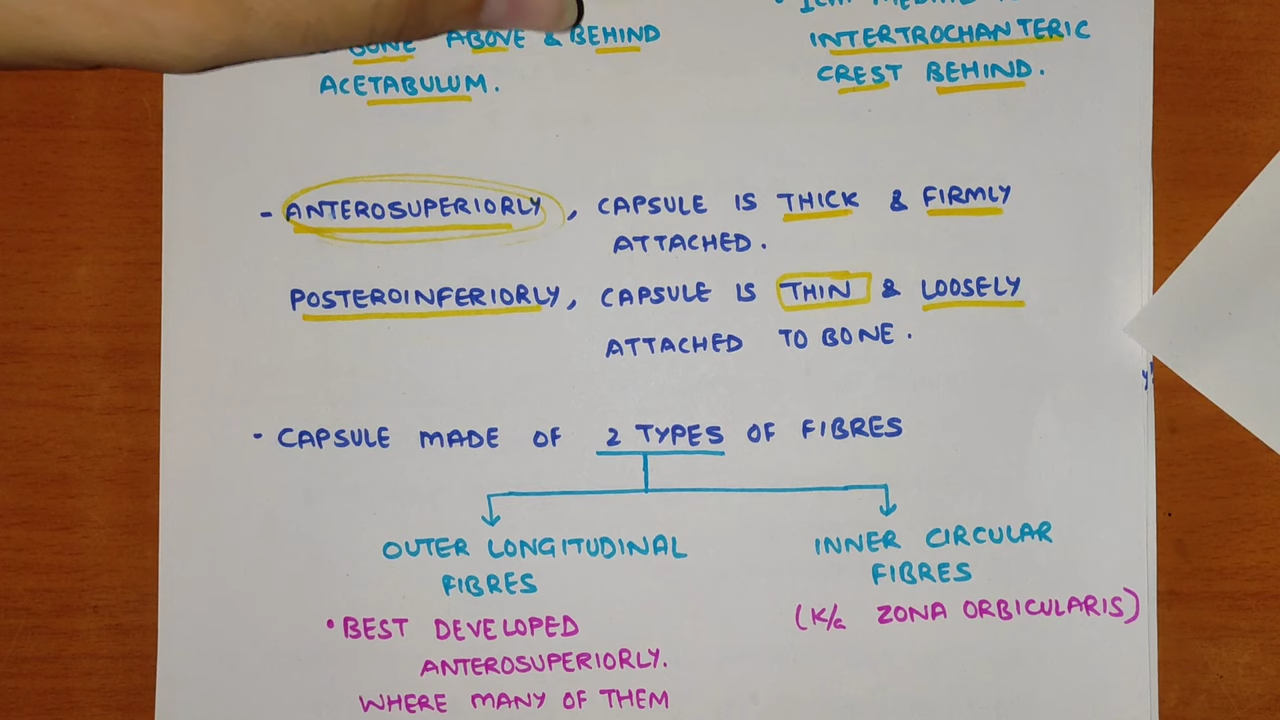 BONE ABOVE & BEHIND
ACETABULUM.
INTERTROCHANTERIC
CREST BEHIND.
- ANTEROSUPERIORLY, CAPSULE IS THICK & FIRMLY
ATTACHED.
POSTEROINFERIORLY, CAPSULE IS THIN & LOOSELY
ATTACHED TO BONE.
• CAPSULE MADE OF 2 TYPES OF FIBRES
OUTER LONGITUDINAL
FIBRES
• BEST DEVELOPED
ANTEROSUPERIORLY.
WHERE MANY OF THEM
INNER CIRCULAR
FIBRES
(K/a ZONA ORBICULARIS)